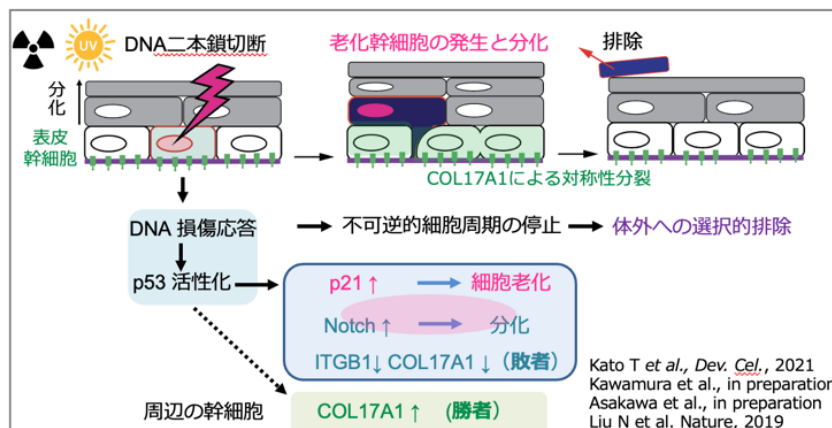 UV
DNA二本鎖切断
老化幹細胞の発生と分化
排除
分化
表皮
幹細胞
COL17A1による対称性分裂
DNA 損傷応答
不可逆的細胞周期の停止
体外への選択的排除
p53 活性化
p21 ↑
細胞老化
Notch ↑
分化
ITGB1↓ COL17A1 ↓ (敗者)
周辺の幹細胞
COL17A1 ↑ (勝者)
Kato T et al., Dev. Cel., 2021
Kawamura et al., in preparation
Asakawa et al., in preparation
Liu N et al. Nature, 2019